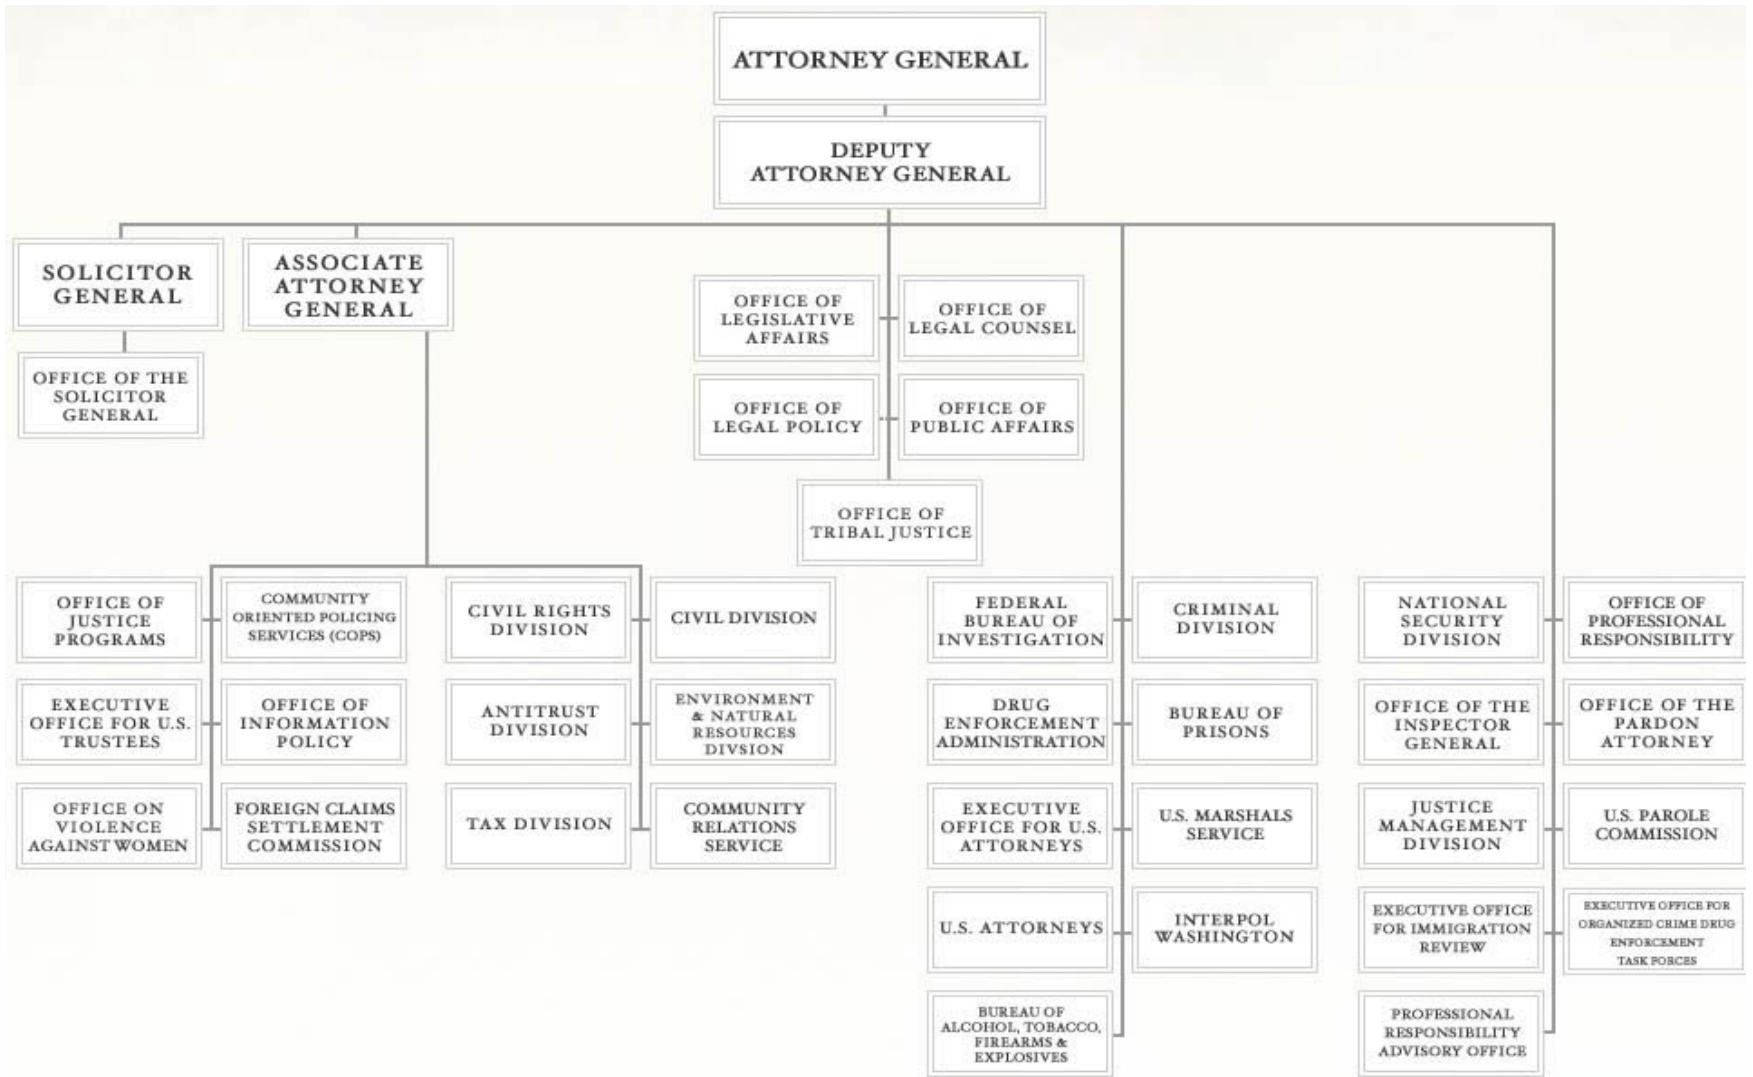 ATTORNEY GENERAL
DEPUTY
ATTORNEY GENERAL
SOLICITOR
GENERAL
ASSOCIATE
ATTORNEY
GENERAL
OFFICE OF THE
SOLICITOR
GENERAL
OFFICE OF
LEGISLATIVE
AFFAIRS
OFFICE OF
LEGAL COUNSEL
OFFICE OF
LEGAL POLICY
OFFICE OF
PUBLIC AFFAIRS
OFFICE OF
TRIBAL JUSTICE
OFFICE OF
JUSTICE
PROGRAMS
COMMUNITY
ORIENTED POLICING
SERVICES (COPS)
EXECUTIVE
OFFICE FOR U.S.
TRUSTEES
OFFICE OF
INFORMATION
POLICY
OFFICE ON
VIOLENCE
AGAINST WOMEN
FOREIGN CLAIMS
SETTLEMENT
COMMISSION
CIVIL RIGHTS
DIVISION
CIVIL DIVISION
ANTITRUST
DIVISION
ENVIRONMENT
& NATURAL
RESOURCES
DIVSION
TAX DIVISION
COMMUNITY
RELATIONS
SERVICE
FEDERAL
BUREAU OF
INVESTIGATION
CRIMINAL
DIVISION
DRUG
ENFORCEMENT
ADMINISTRATION
BUREAU OF
PRISONS
EXECUTIVE
OFFICE FOR U.S.
ATTORNEYS
U.S. MARSHALS
SERVICE
U.S. ATTORNEYS
INTERPOL
WASHINGTON
BUREAU OF
ALCOHOL, TOBACCO,
FIREARMS &
EXPLOSIVES
NATIONAL
SECURITY
DIVISION
OFFICE OF
PROFESSIONAL
RESPONSIBILITY
OFFICE OF THE
INSPECTOR
GENERAL
OFFICE OF THE
PARDON
ATTORNEY
JUSTICE
MANAGEMENT
DIVISION
U.S. PAROLE
COMMISSION
EXECUTIVE OFFICE
FOR IMMIGRATION
REVIEW
EXECUTIVE OFFICE FOR
ORGANIZED CRIME DRUG
ENFORCEMENT
TASK FORCES
PROFESSIONAL
RESPONSIBILITY
ADVISORY OFFICE